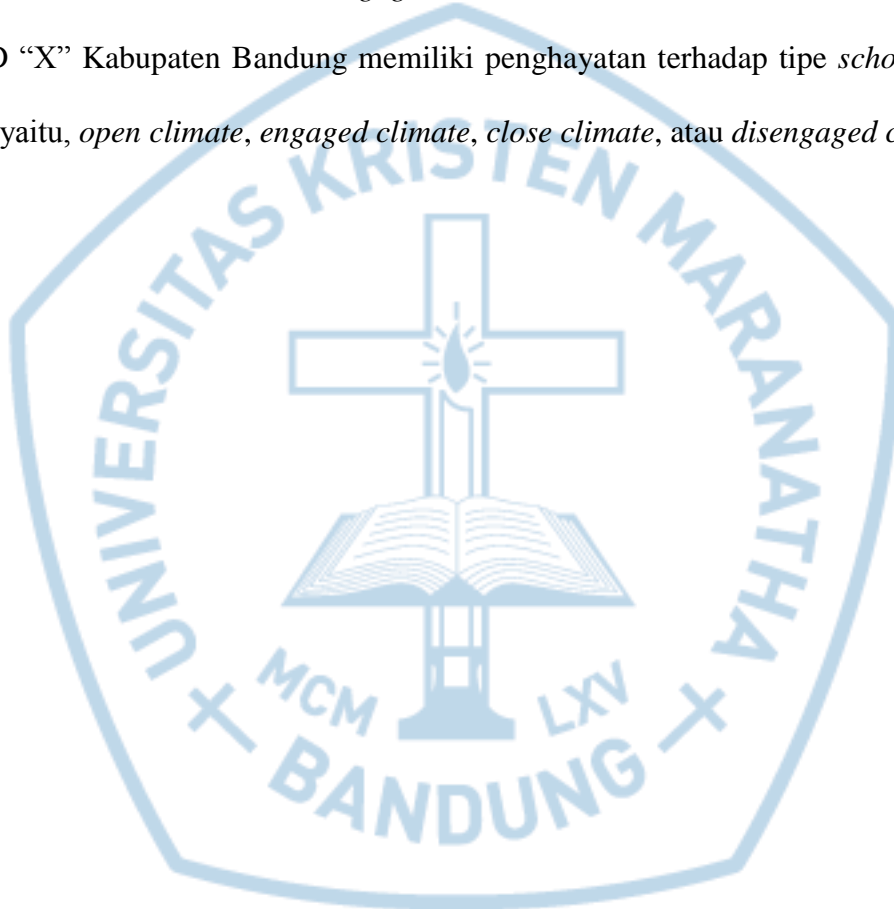 D “X” Kabupaten Bandung memiliki penghayatan terhadap tipe scho
yaitu, open climate, engaged climate, close climate, atau disengaged c
UNIVERSITAS KRISTEN MARANATHA
MCM LXV
BANDUNG